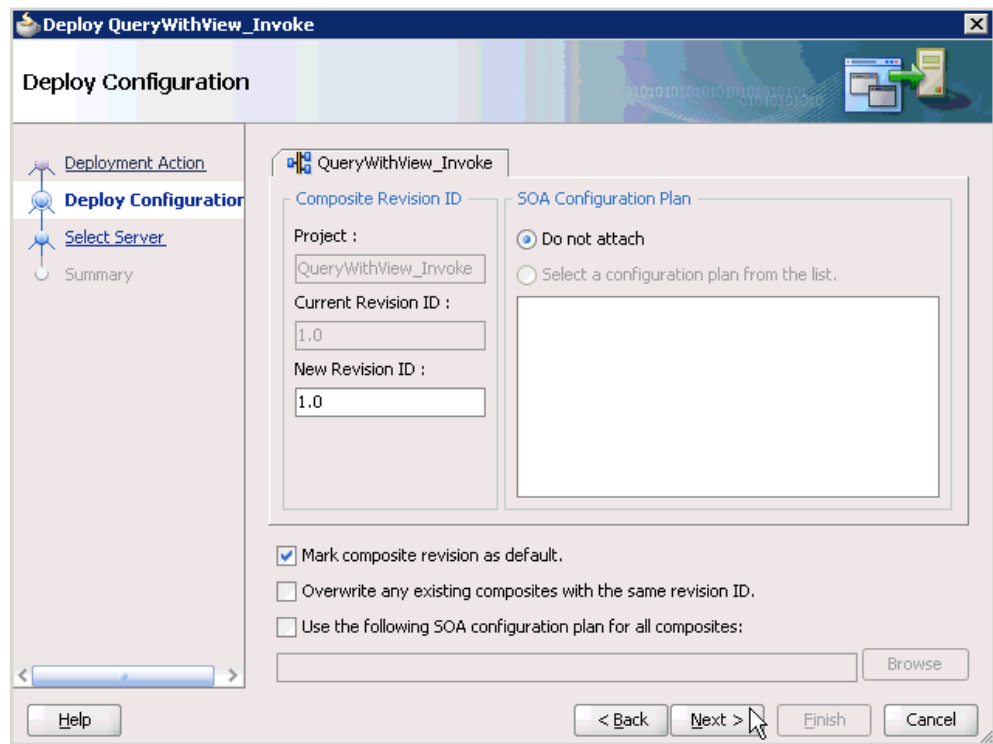 Deploy QueryWithView_Invoke
Deploy Configuration
Deployment Action
Deploy Configuration
Select Server
Summary
QueryWithView_Invoke
Composite Revision ID
Project :
QueryWithView_Invoke
Current Revision ID :
1.0
New Revision ID :
1.0
SOA Configuration Plan
Do not attach
Select a configuration plan from the list.
Mark composite revision as default.
Overwrite any existing composites with the same revision ID.
Use the following SOA configuration plan for all composites:
Browse
Help
< Back
Next >
Finish
Cancel